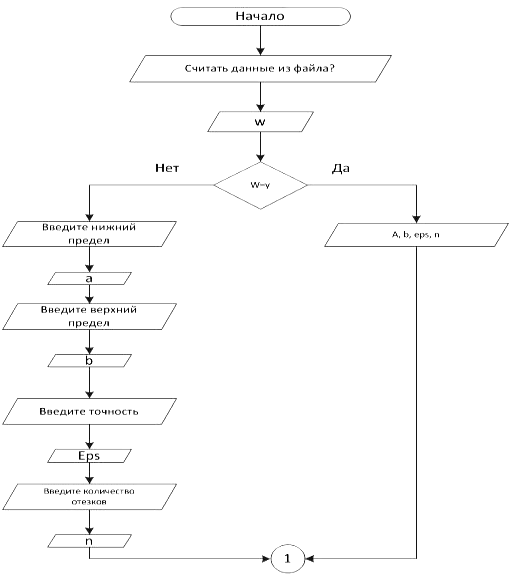 Начало
Считать данные из файла?
w
Нет
Да
W=y
Введите нижний
предел
A, b, eps, n
a
Введите верхний
предел
b
Введите точность
Eps
Введите количество
отезков
n
1